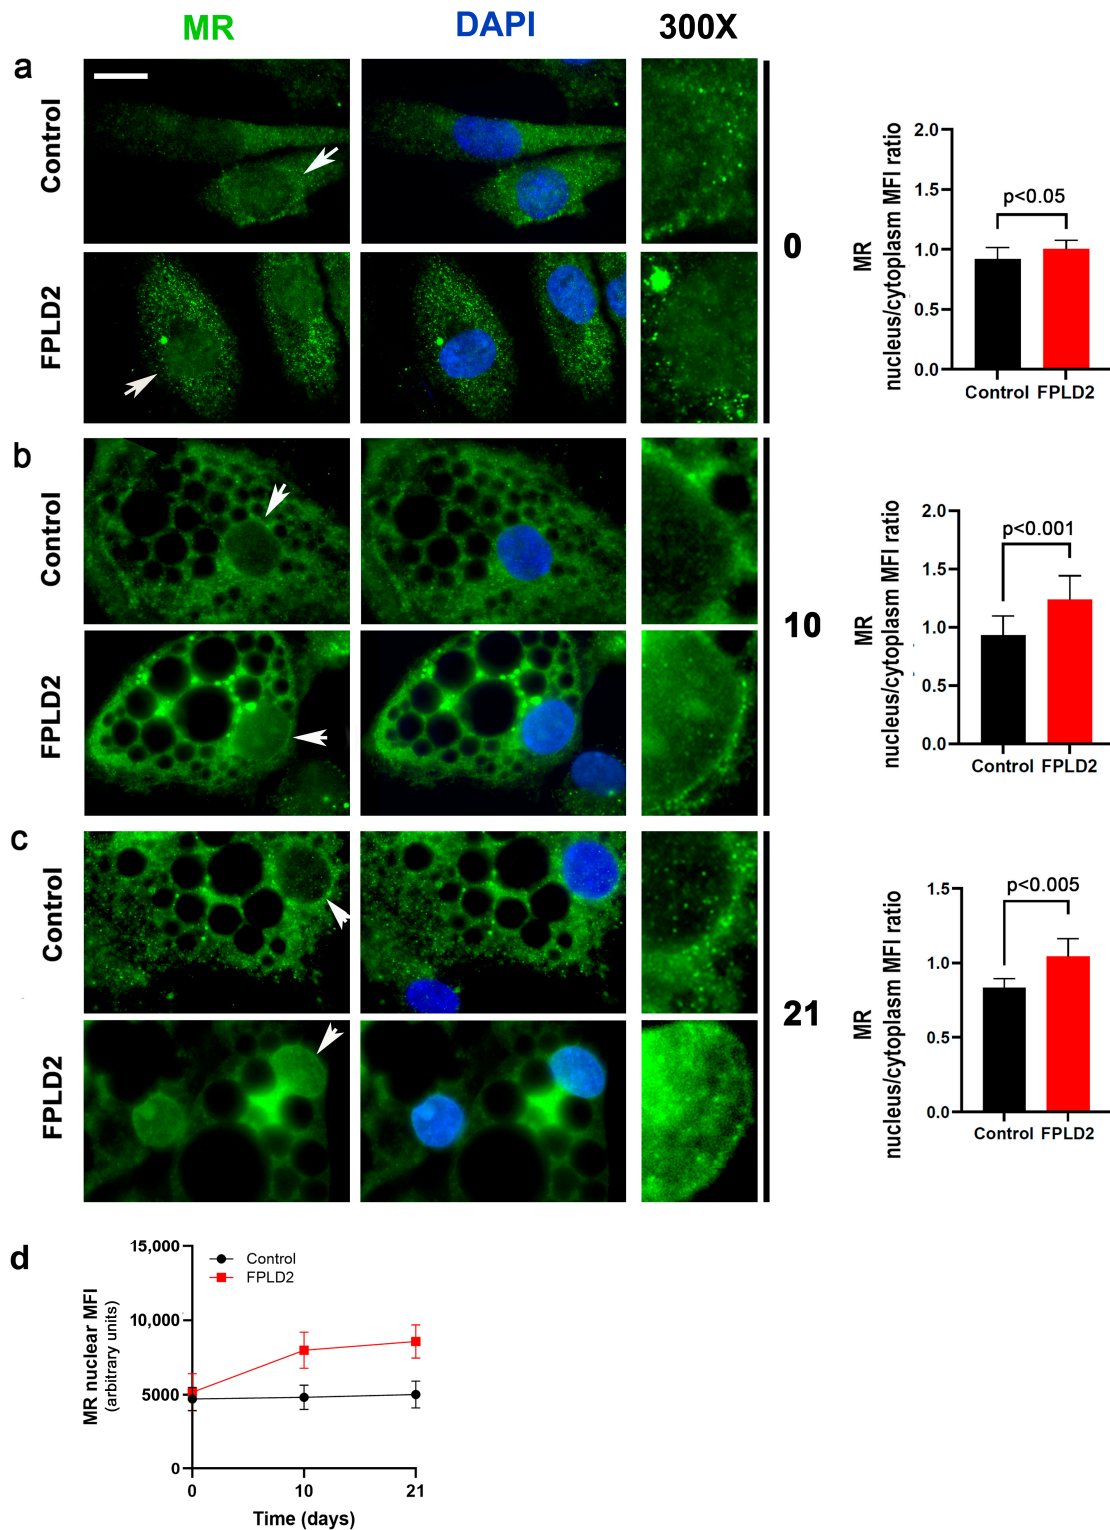 MR DAPI 300X
a
Control
FPLD2
0
MR
nucleus/cytoplasm MFI ratio
2.0
1.5
1.0
0.5
0.0
p<0.05
Control FPLD2
b
Control
FPLD2
10
MR
nucleus/cytoplasm MFI ratio
2.0
1.5
1.0
0.5
0.0
p<0.001
Control FPLD2
c
Control
FPLD2
21
MR
nucleus/cytoplasm MFI ratio
1.5
1.0
0.5
0.0
p<0.005
Control FPLD2
d
MR nuclear MFI
(arbitrary units)
15,000
10,000
5000
0
Control
FPLD2
0 10 21
Time (days)